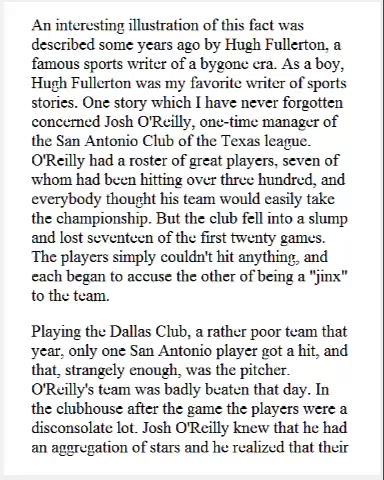 An interesting illustration of this fact was
described some years ago by Hugh Fullerton, a
famous sports writer of a bygone era. As a boy,
Hugh Fullerton was my favorite writer of sports
stories. One story which I have never forgotten
concerned Josh O'Reilly, one-time manager of
the San Antonio Club of the Texas league.
O'Reilly had a roster of great players, seven of
whom had been hitting over three hundred, and
everybody thought his team would easily take
the championship. But the club fell into a slump
and lost seventeen of the first twenty games.
The players simply couldn't hit anything, and
each began to accuse the other of being a "jinx"
to the team.
Playing the Dallas Club, a rather poor team that
year, only one San Antonio player got a hit, and
that, strangely enough, was the pitcher.
O'Reilly's team was badly beaten that day. In
the clubhouse after the game the players were a
disconsolate lot. Josh O'Reilly knew that he had
an aggregation of stars and he realized that their